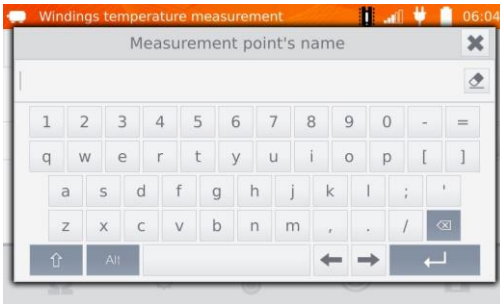 Windings temperature measurement 06:04
Measurement point's name
1 2 3 4 5 6 7 8 9 0 - =
q w e r t y u i o p [ ]
a s d f g h j k l ; '
z x c v b n m , . /
Alt